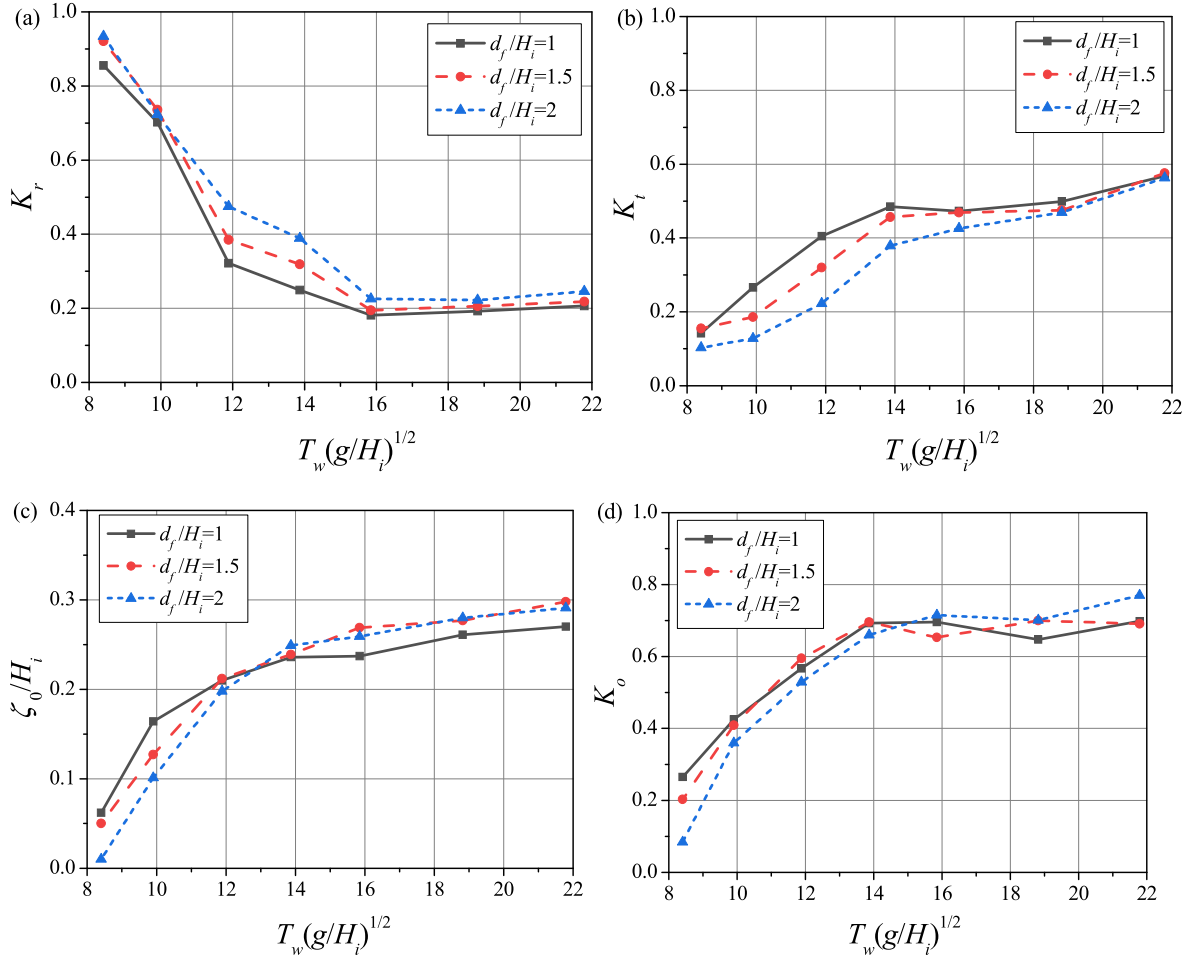 (a)
1.0
0.8
0.6
0.4
0.2
0.0
K_r
d_f/H_i=1
d_f/H_i=1.5
d_f/H_i=2
8 10 12 14 16 18 20 22
T_w(g/H_i)^1/2
(b)
1.0
0.8
0.6
0.4
0.2
0.0
K_t
d_f/H_i=1
d_f/H_i=1.5
d_f/H_i=2
8 10 12 14 16 18 20 22
T_w(g/H_i)^1/2
(c)
0.4
0.3
0.2
0.1
0.0
ζ_0/H_i
d_f/H_i=1
d_f/H_i=1.5
d_f/H_i=2
8 10 12 14 16 18 20 22
T_w(g/H_i)^1/2
(d)
1.0
0.8
0.6
0.4
0.2
0.0
K_o
d_f/H_i=1
d_f/H_i=1.5
d_f/H_i=2
8 10 12 14 16 18 20 22
T_w(g/H_i)^1/2